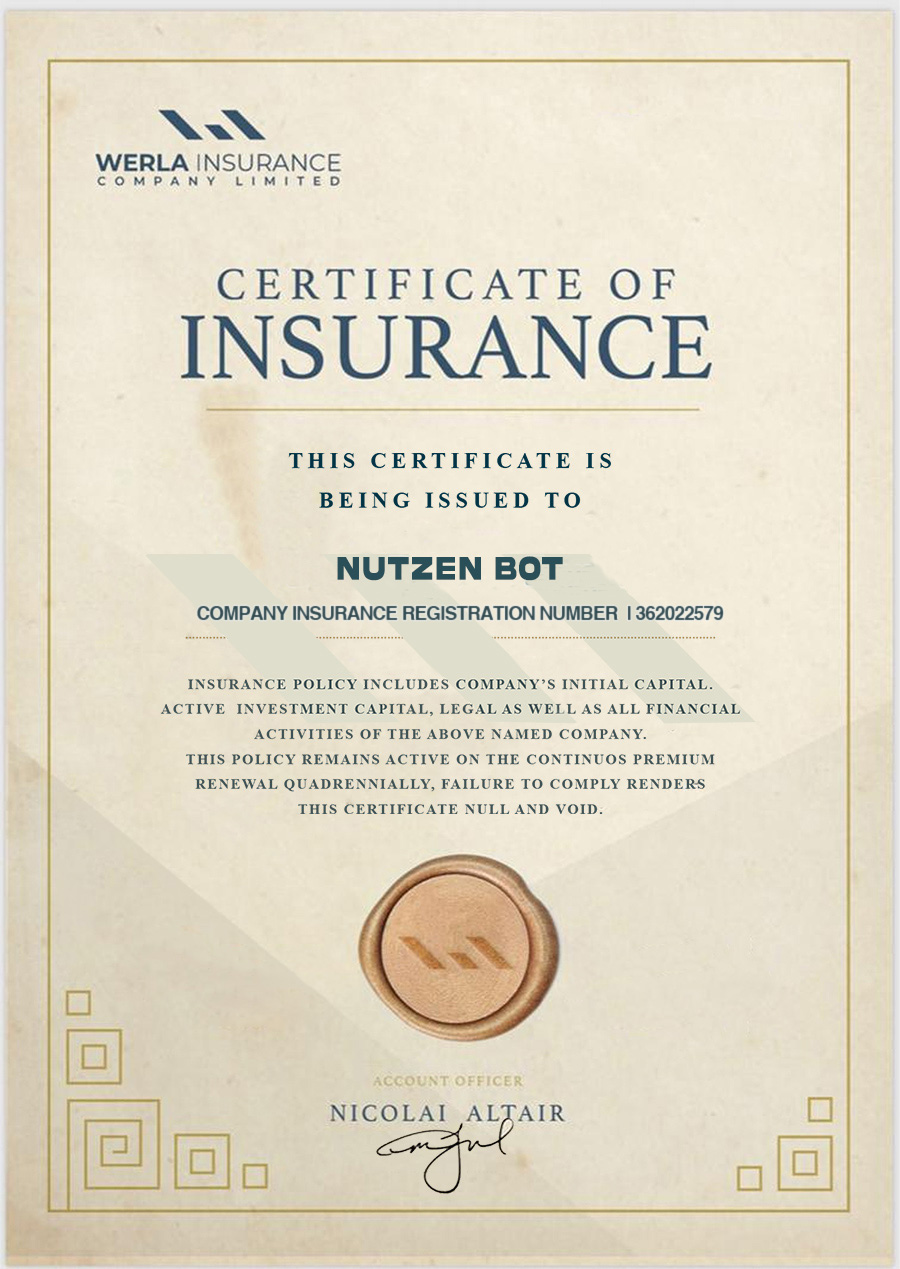 WERLA INSURANCE
COMPANY LIMITED
CERTIFICATE OF
INSURANCE
THIS CERTIFICATE IS
BEING ISSUED TO
NUTZEN BOT
COMPANY INSURANCE REGISTRATION NUMBER | 362022579
INSURANCE POLICY INCLUDES COMPANY'S INITIAL CAPITAL.
ACTIVE INVESTMENT CAPITAL, LEGAL AS WELL AS ALL FINANCIAL
ACTIVITIES OF THE ABOVE NAMED COMPANY.
THIS POLICY REMAINS ACTIVE ON THE CONTINUOS PREMIUM
RENEWAL QUADRENNIALLY, FAILURE TO COMPLY RENDERS
THIS CERTIFICATE NULL AND VOID.
ACCOUNT OFFICER
NICOLAI ALTAIR